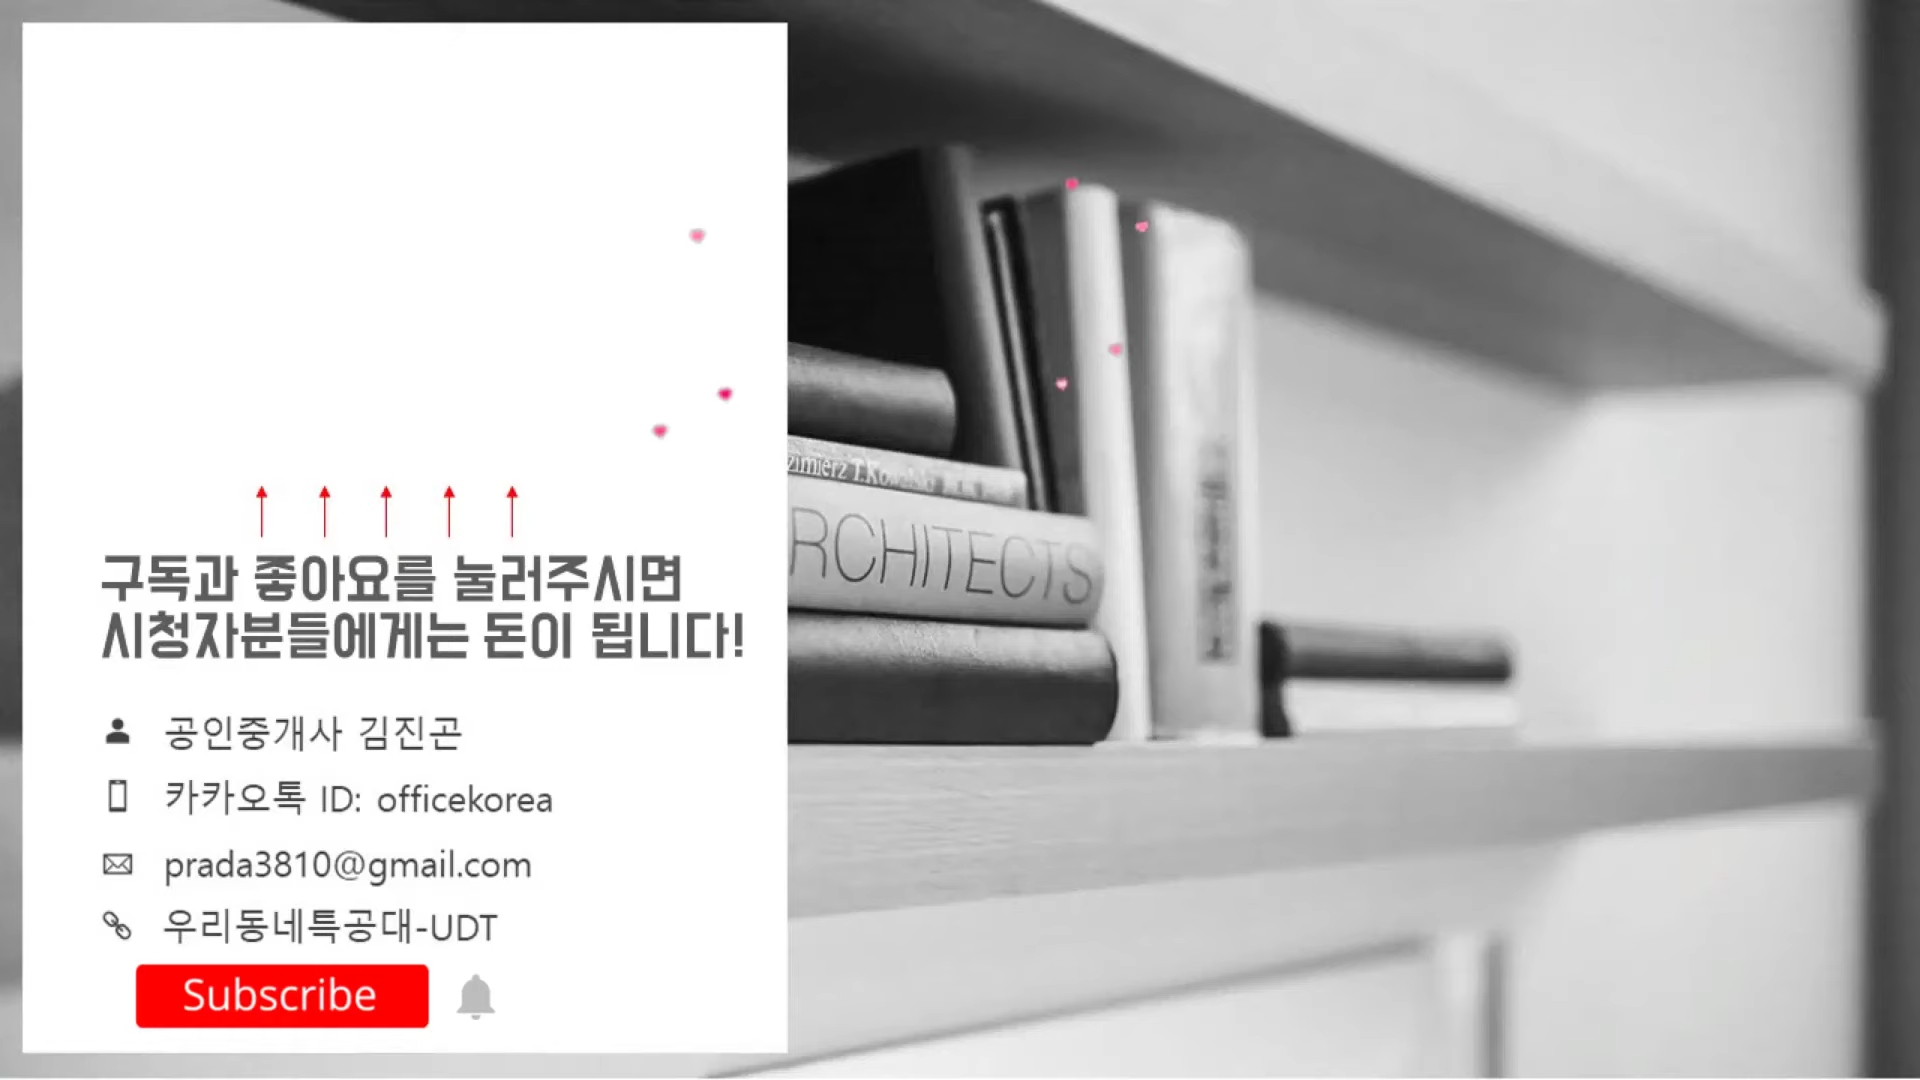 구독과 좋아요를 눌러주시면
시청자분들에게는 돈이 됩니다!
공인중개사 김진곤
카카오톡 ID: officekorea
prada3810@gmail.com
우리동네특공대-UDT
Subscribe
zimierz T.Kowalski
RCHITECTS